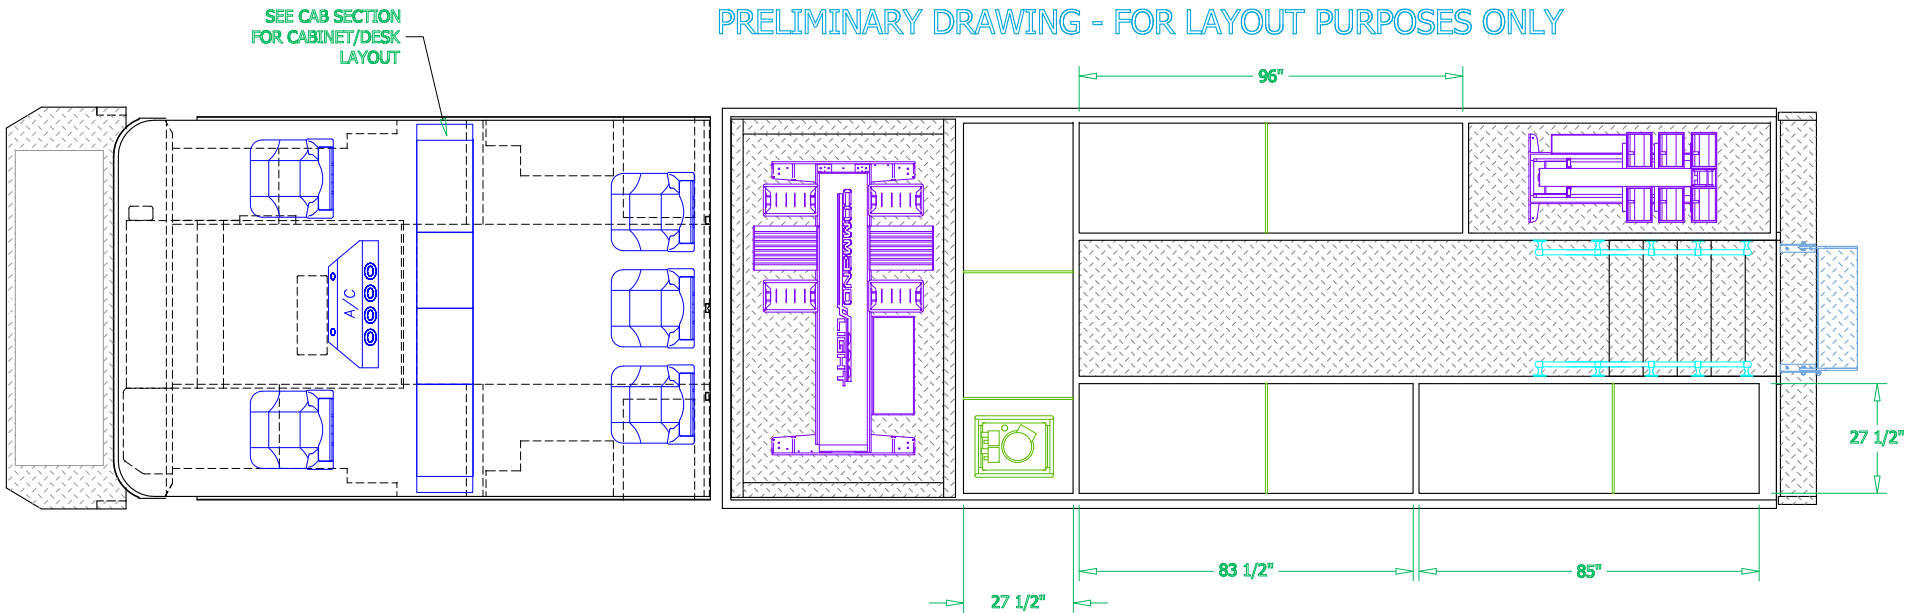 SEE CAB SECTION
FOR CABINET/DESK
LAYOUT
PRELIMINARY DRAWING - FOR LAYOUT PURPOSES ONLY
96"
A/C
COMMAND LIGHT
27 1/2"
83 1/2"
85"
27 1/2"